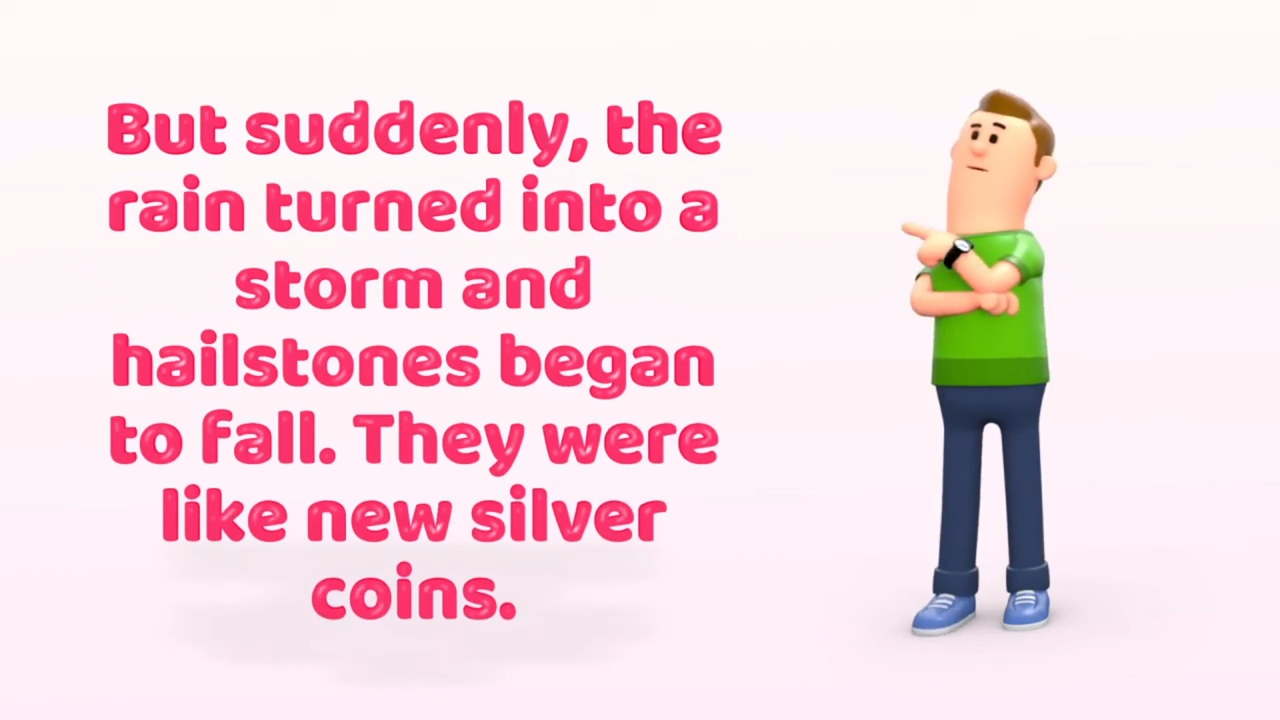 But suddenly, the
rain turned into a
storm and
hailstones began
to fall. They were
like new silver
coins.